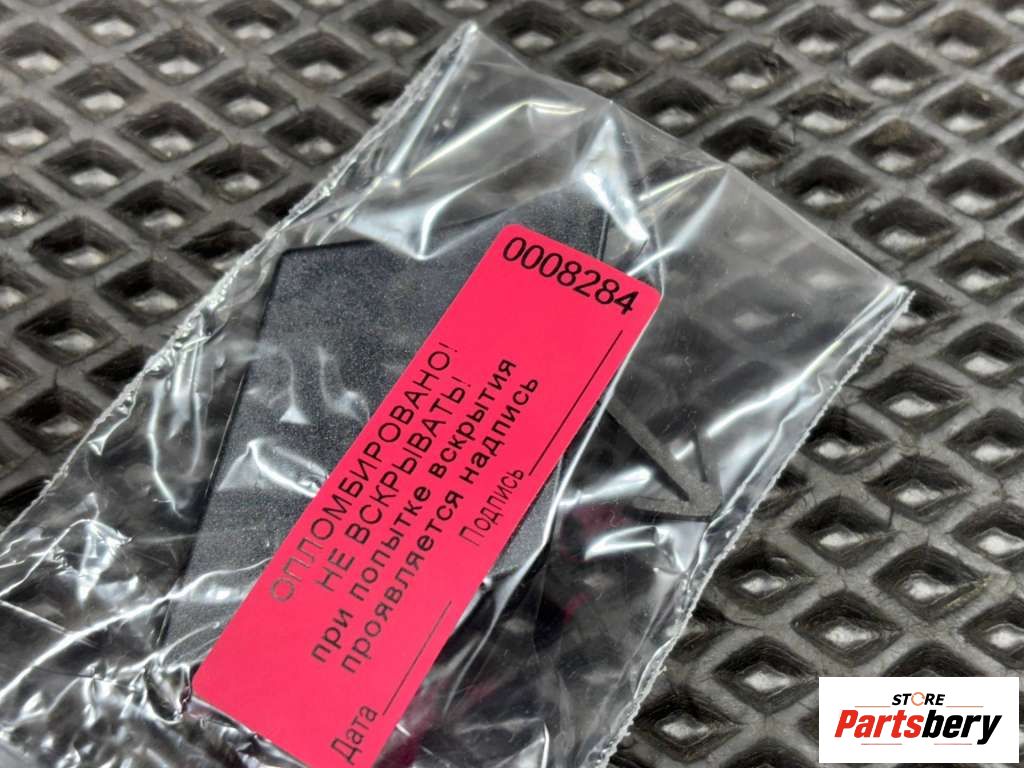 0008284
ОПЛОМБИРОВАНО!
НЕ ВСКРЫВАТЬ!
при попытке вскрытия
проявляется надпись
Дата Подпись
STORE
Partsbery